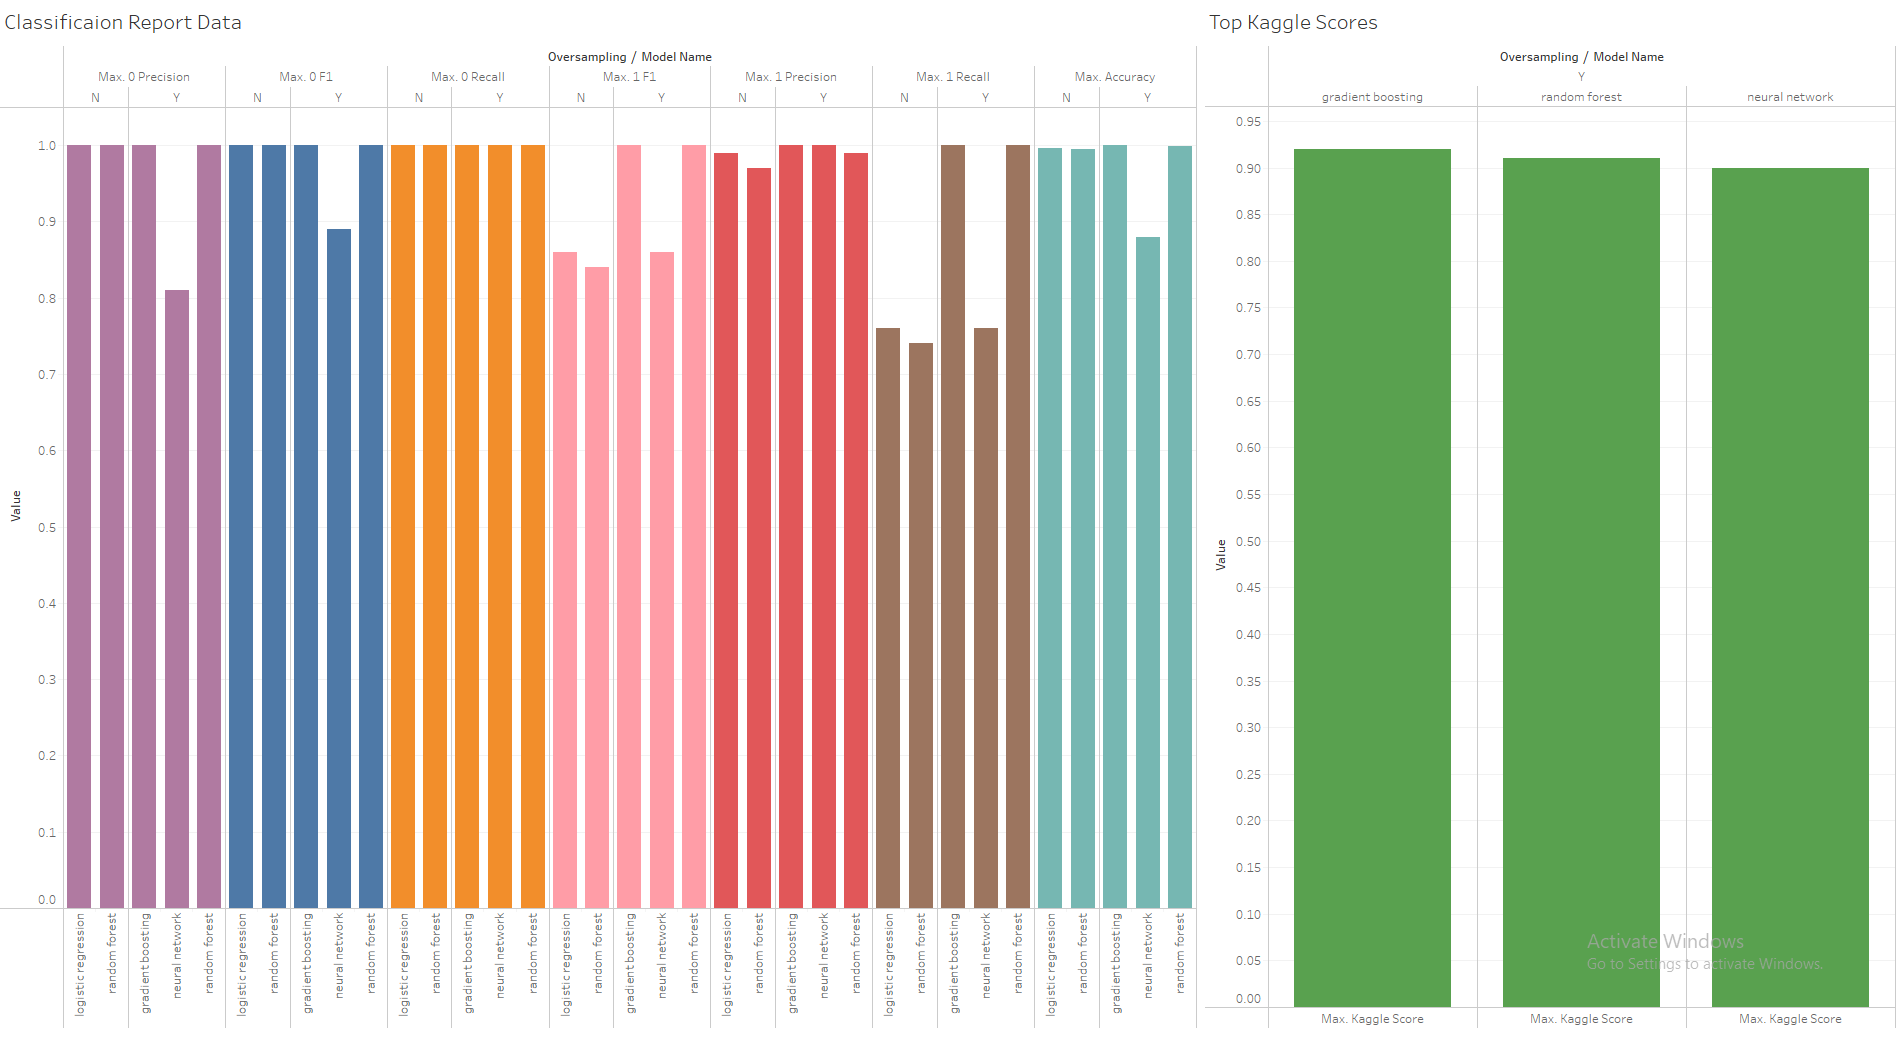 Classificaion Report Data
Oversampling / Model Name
Max. 0 Precision Max. 0 F1 Max. 0 Recall Max. 1 F1 Max. 1 Precision Max. 1 Recall Max. Accuracy
N Y N Y N Y N Y N Y N Y N Y
1.0
0.9
0.8
0.7
0.6
0.5
0.4
0.3
0.2
0.1
0.0
Value
logistic regression
random forest
gradient boosting
neural network
random forest
logistic regression
random forest
gradient boosting
neural network
random forest
logistic regression
random forest
gradient boosting
neural network
random forest
logistic regression
random forest
gradient boosting
neural network
random forest
logistic regression
random forest
gradient boosting
neural network
random forest
logistic regression
random forest
gradient boosting
neural network
random forest
logistic regression
random forest
gradient boosting
neural network
random forest
Top Kaggle Scores
Oversampling / Model Name
Y
gradient boosting random forest neural network
0.95
0.90
0.85
0.80
0.75
0.70
0.65
0.60
0.55
0.50
0.45
0.40
0.35
0.30
0.25
0.20
0.15
0.10
0.05
0.00
Value
Max. Kaggle Score Max. Kaggle Score Max. Kaggle Score
Activate Windows
Go to Settings to activate Windows.